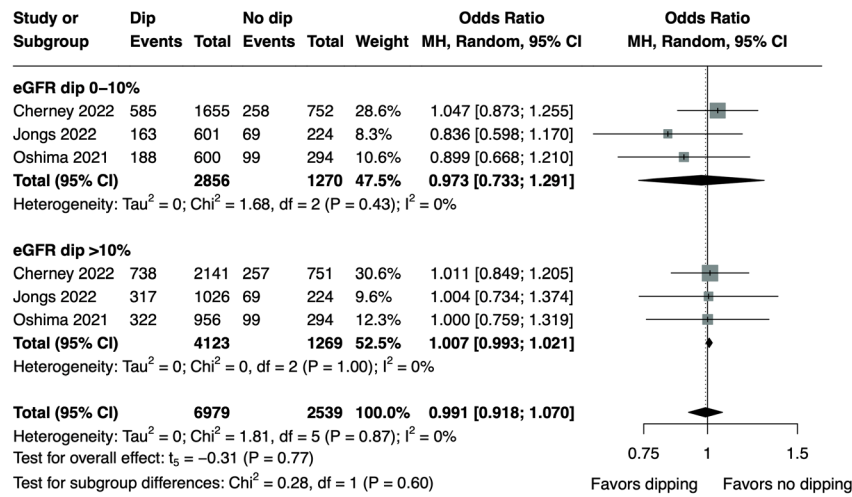 Study or Dip No dip Odds Ratio Odds Ratio
Subgroup Events Total Events Total Weight MH, Random, 95% CI MH, Random, 95% CI
eGFR dip 0−10%
Cherney 2022 585 1655 258 752 28.6% 1.047 [0.873; 1.255]
Jongs 2022 163 601 69 224 8.3% 0.836 [0.598; 1.170]
Oshima 2021 188 600 99 294 10.6% 0.899 [0.668; 1.210]
Total (95% CI) 2856 1270 47.5% 0.973 [0.733; 1.291]
Heterogeneity: Tau² = 0; Chi² = 1.68, df = 2 (P = 0.43); I² = 0%
eGFR dip >10%
Cherney 2022 738 2141 257 751 30.6% 1.011 [0.849; 1.205]
Jongs 2022 317 1026 69 224 9.6% 1.004 [0.734; 1.374]
Oshima 2021 322 956 99 294 12.3% 1.000 [0.759; 1.319]
Total (95% CI) 4123 1269 52.5% 1.007 [0.993; 1.021]
Heterogeneity: Tau² = 0; Chi² = 0, df = 2 (P = 1.00); I² = 0%
Total (95% CI) 6979 2539 100.0% 0.991 [0.918; 1.070]
Heterogeneity: Tau² = 0; Chi² = 1.81, df = 5 (P = 0.87); I² = 0%
Test for overall effect: t₅ = −0.31 (P = 0.77)
Test for subgroup differences: Chi² = 0.28, df = 1 (P = 0.60)
0.75 1 1.5
Favors dipping Favors no dipping